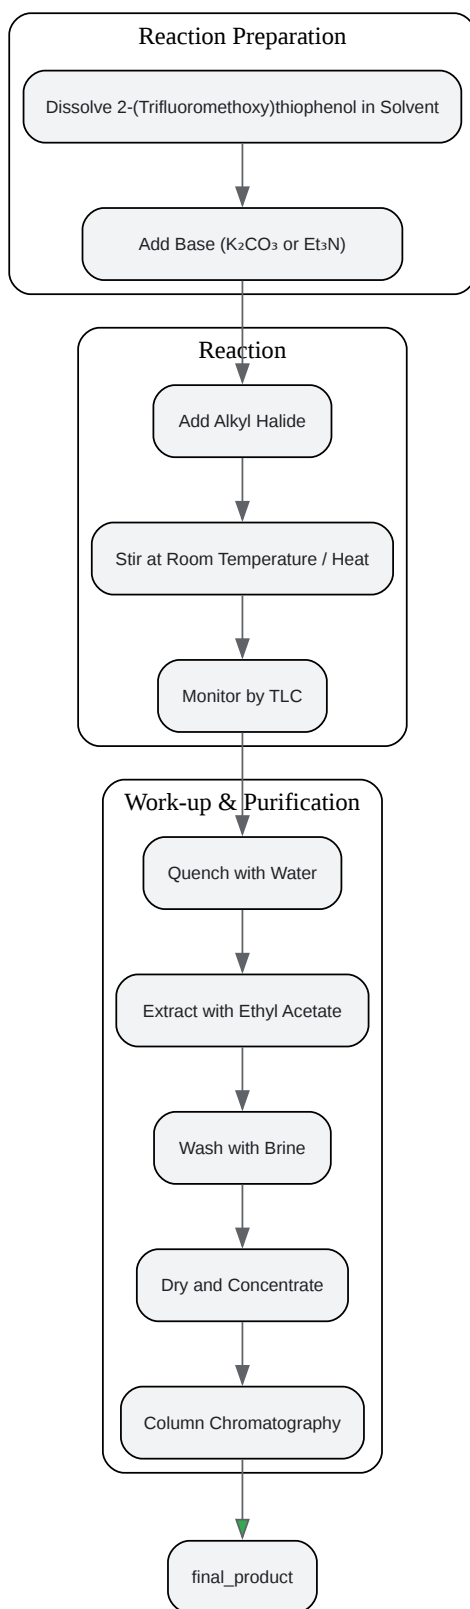 Reaction Preparation
Dissolve 2-(Trifluoromethoxy)thiophenol in Solvent
Add Base (K₂CO₃ or Et₃N)
Reaction
Add Alkyl Halide
Stir at Room Temperature / Heat
Monitor by TLC
Work-up & Purification
Quench with Water
Extract with Ethyl Acetate
Wash with Brine
Dry and Concentrate
Column Chromatography
final_product